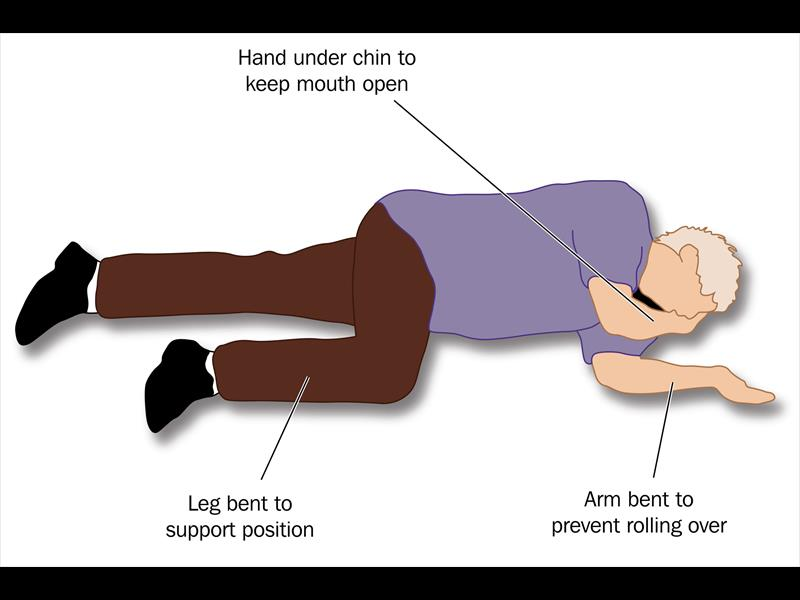 Hand under chin to
keep mouth open
Leg bent to
support position
Arm bent to
prevent rolling over